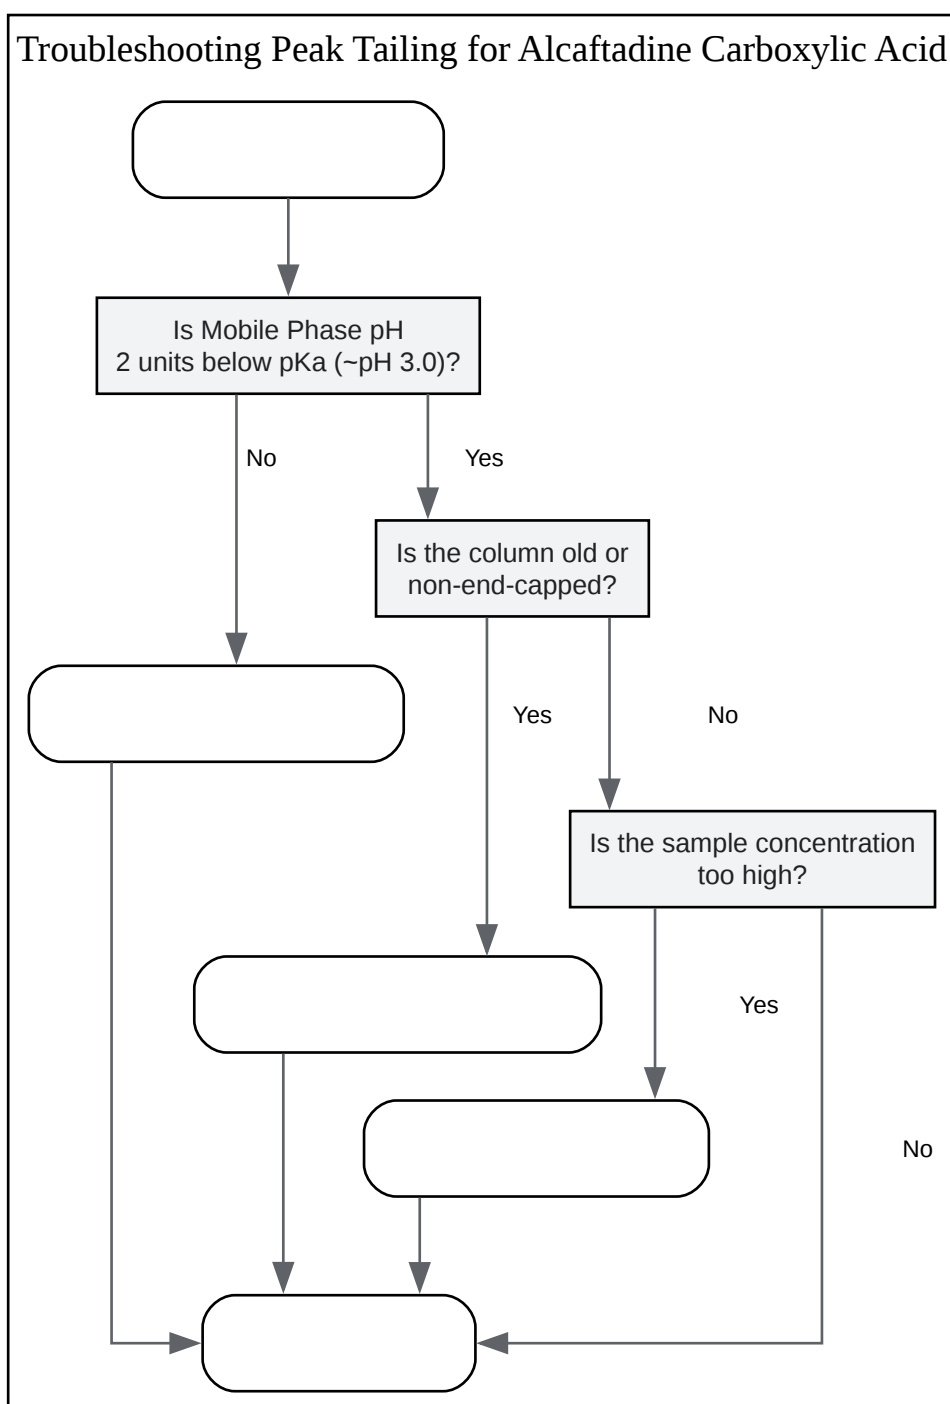 Troubleshooting Peak Tailing for Alcaftadine Carboxylic Acid
Is Mobile Phase pH
2 units below pKa (~pH 3.0)?
No
Yes
Is the column old or
non-end-capped?
Yes
No
Is the sample concentration
too high?
Yes
No